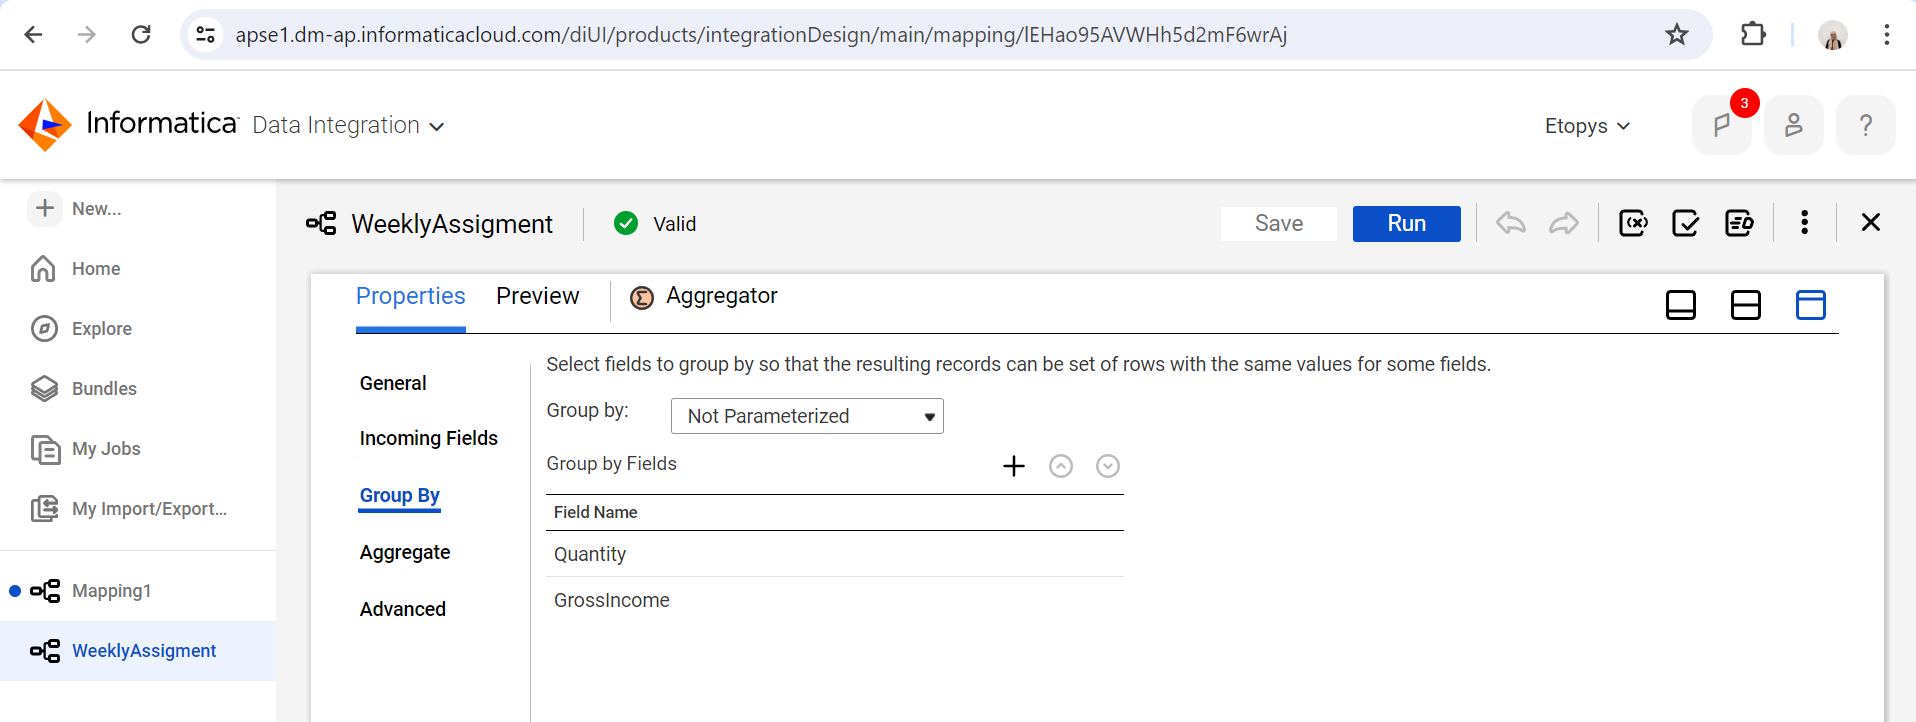 apse1.dm-ap.informaticacloud.com/diUI/products/integrationDesign/main/mapping/lEHao95AVWHh5d2mF6wrAj
Informatica Data Integration
Etopys
3
?
New...
Home
Explore
Bundles
My Jobs
My Import/Export...
Mapping1
WeeklyAssigment
WeeklyAssigment Valid Save Run
Properties Preview Aggregator
General
Incoming Fields
Group By
Aggregate
Advanced
Select fields to group by so that the resulting records can be set of rows with the same values for some fields.
Group by: Not Parameterized
Group by Fields
Field Name
Quantity
GrossIncome